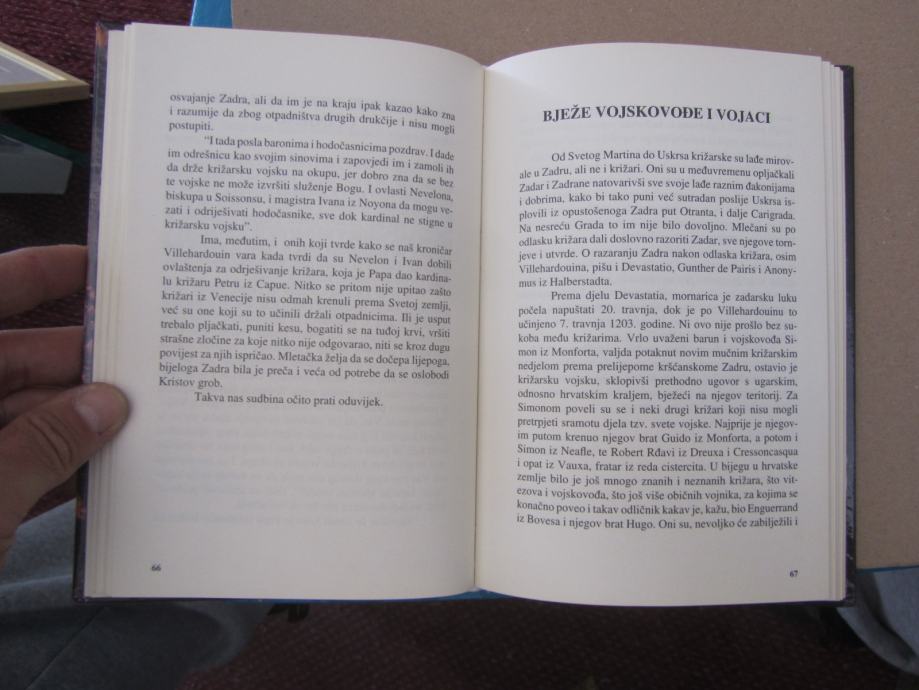 osvajanje Zadra, ali da im je na kraju ipak kazao kako zna
i razumije da zbog otpadništva drugih drukčije i nisu mogli
postupiti.
"I tada posla baronima i hodočasnicima pozdrav. I dade
im odrešnicu kao svojim sinovima i zapovjedi im i zamoli ih
da drže križarsku vojsku na okupu, jer dobro zna da se bez
te vojske ne može izvršiti služenje Bogu. I ovlasti Nevelona,
biskupa u Soissonsu, i magistra Ivana iz Noyona da mogu ve-
zati i odriješivati hodočasnike, sve dok kardinal ne stigne u
križarsku vojsku".
Ima, međutim, i onih koji tvrde kako se naš kroničar
Villehardouin vara kada tvrdi da su Nevelon i Ivan dobili
ovlaštenja za odrješivanje križara, koja je Papa dao kardina-
lu križaru Petru iz Capue. Nitko se pritom nije upitao zašto
križari iz Venecije nisu odmah krenuli prema Svetoj zemlji,
već su one koji su to učinili držali otpadnicima. Ili je usput
trebalo pljačkati, puniti kesu, bogatiti se na tuđoj krvi, vršiti
strašne zločine za koje nitko nije odgovarao, niti se kroz dugu
povijest za njih ispričao. Mletačka želja da se dočepa lijepoga,
bijeloga Zadra bila je preča i veća od potrebe da se oslobodi
Kristov grob.
Takva nas sudbina očito prati oduvijek.
66
BJEŽE VOJSKOVOĐE I VOJACI
Od Svetog Martina do Uskrsa križarske su lađe mirov-
ale u Zadru, ali ne i križari. Oni su u međuvremenu opljačkali
Zadar i Zadrane natovarivši sve svoje lađe raznim đakonijama
i dobrima, kako bi tako puni već sutradan poslije Uskrsa is-
plovili iz opustošenoga Zadra put Otranta, i dalje Carigrada.
Na nesreću Grada to im nije bilo dovoljno. Mlečani su po
odlasku križara dali doslovno razoriti Zadar, sve njegove torn-
jeve i utvrde. O razaranju Zadra nakon odlaska križara, osim
Villehardouina, pišu i Devastatio, Gunther de Pairis i Anony-
mus iz Halberstadta.
Prema djelu Devastatia, mornarica je zadarsku luku
počela napuštati 20. travnja, dok je po Villehardouinu to
učinjeno 7. travnja 1203. godine. Ni ovo nije prošlo bez su-
koba među križarima. Vrlo uvaženi barun i vojskovođa Si-
mon iz Monforta, valjda potaknut novim mučnim križarskim
nedjelom prema prelijepome kršćanskome Zadru, ostavio je
križarsku vojsku, sklopivši prethodno ugovor s ugarskim,
odnosno hrvatskim kraljem, bježeći na njegov teritorij. Za
Simonom poveli su se i neki drugi križari koji nisu mogli
pretrpjeti sramotu djela tzv. svete vojske. Najprije je njegov-
im putom krenuo njegov brat Guido iz Monforta, a potom i
Simon iz Neafle, te Robert Rđavi iz Dreuxa i Cressoncasqua
i opat iz Vauxa, fratar iz reda cistercita. U bijegu u hrvatske
zemlje bilo je još mnogo znanih i neznanih križara, što vit-
ezova i vojskovođa, što još više običnih vojnika, za kojima se
konačno poveo i takav odličnik kakav je, kažu, bio Enguerrand
iz Bovesa i njegov brat Hugo. Oni su, nevoljko će zabilježili i
67